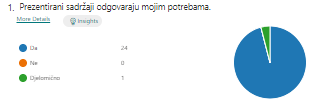 1. Prezentirani sadržaji odgovaraju mojim potrebama.
More Details
Insights
Da 24
Ne 0
Djelomično 1